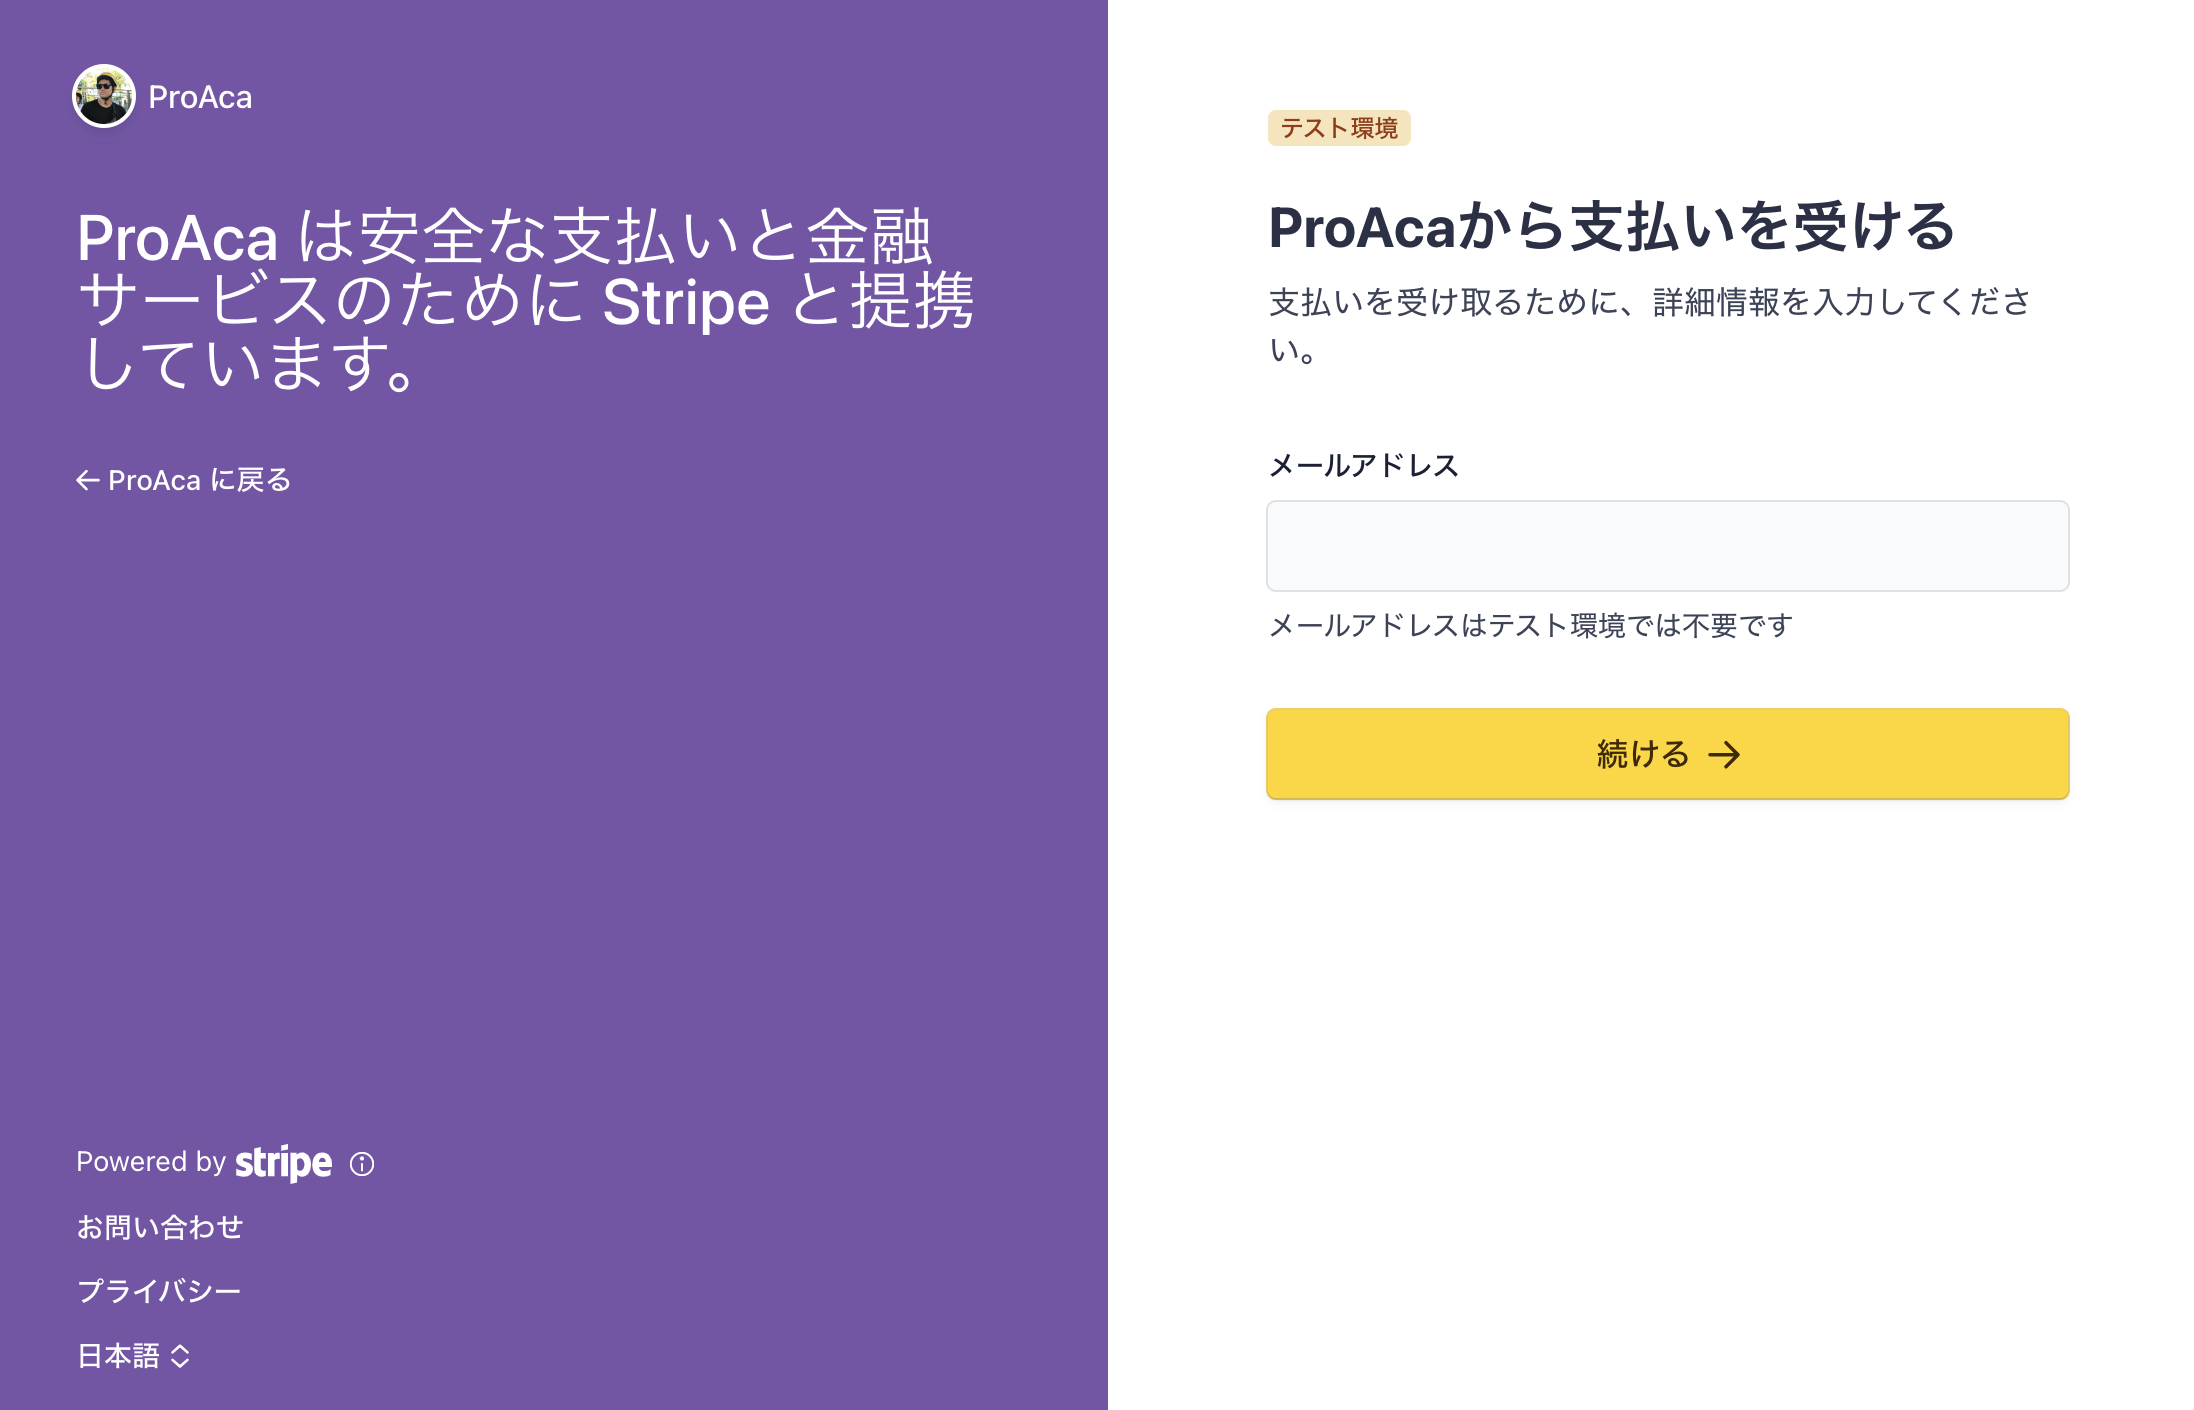 ProAca
ProAca は安全な支払いと金融
サービスのために Stripe と提携
しています。
← ProAca に戻る
Powered by stripe
お問い合わせ
プライバシー
日本語
テスト環境
ProAcaから支払いを受ける
支払いを受け取るために、詳細情報を入力してくださ
い。
メールアドレス
メールアドレスはテスト環境では不要です
続ける →